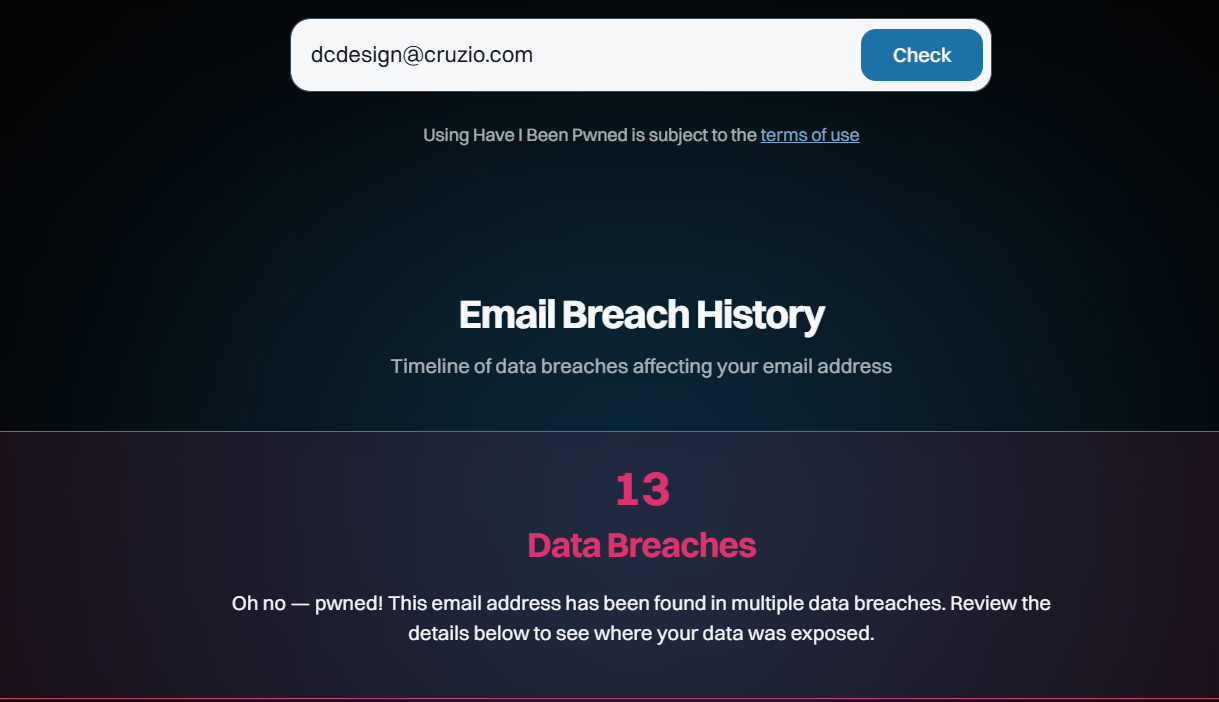 dcdesign@cruzio.com
Check
Using Have I Been Pwned is subject to the terms of use
Email Breach History
Timeline of data breaches affecting your email address
13
Data Breaches
Oh no — pwned! This email address has been found in multiple data breaches. Review the
details below to see where your data was exposed.